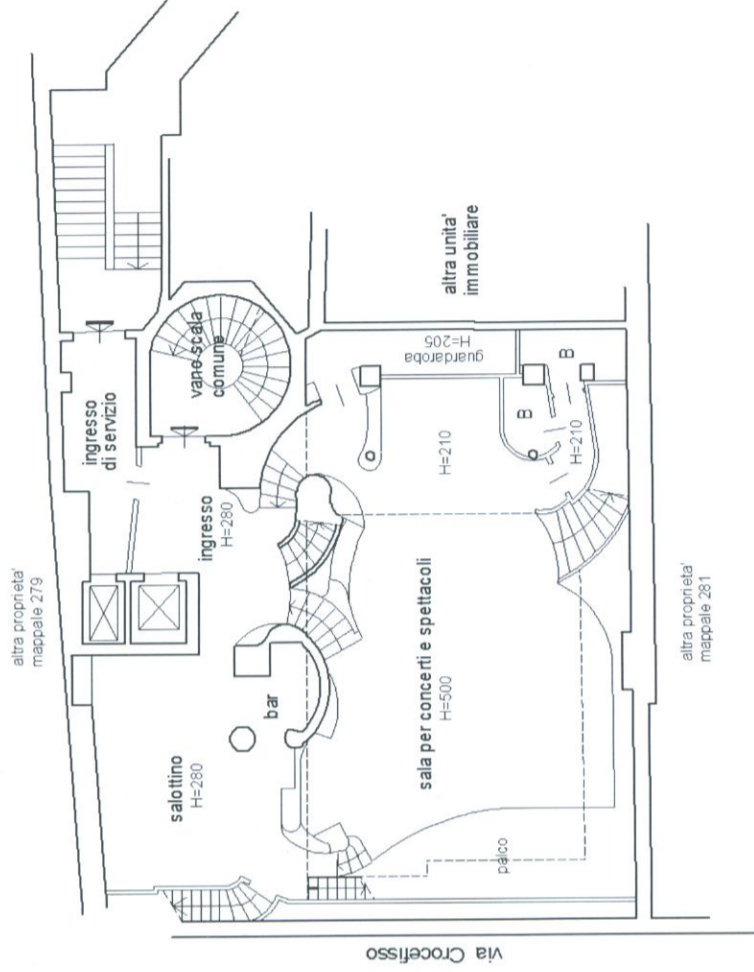 altra proprieta'
mappale 279
ingresso
di servizio
vano scala
comune
altra unita'
immobiliare
ingresso
H=280
guardaroba
H=205
B
B
H=210
H=210
salottino
H=280
bar
sala per concerti e spettacoli
H=500
palco
altra proprieta'
mappale 281
via Crocefisso